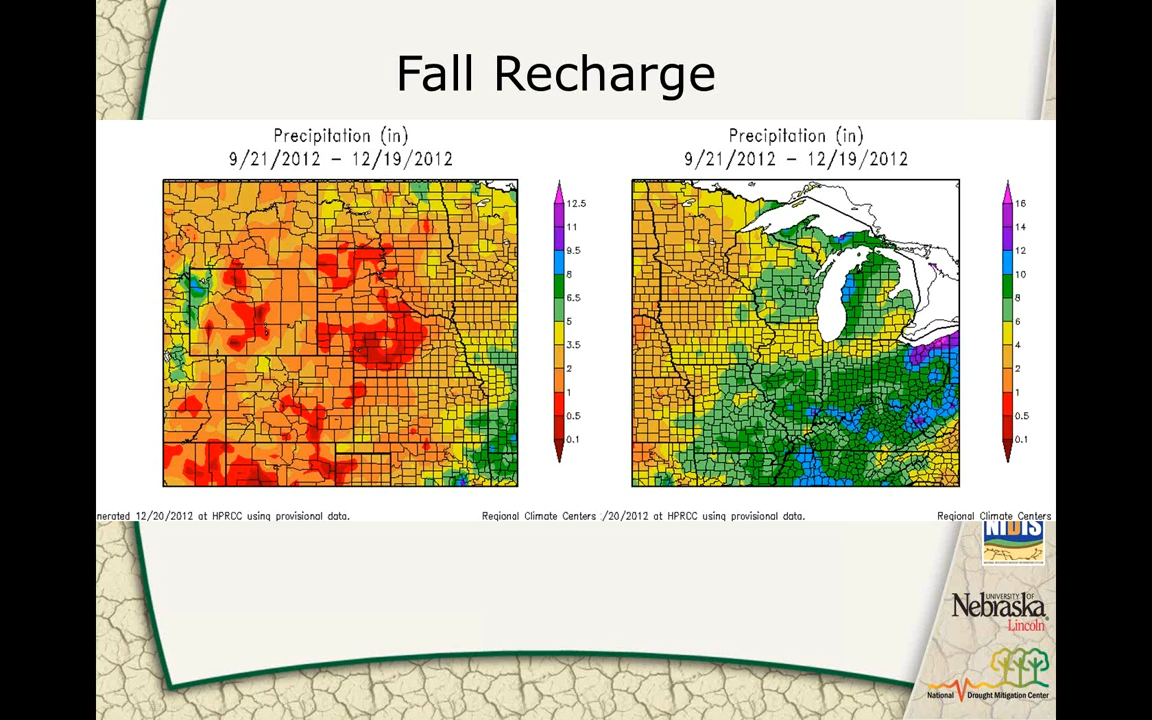 Fall Recharge
Precipitation (in)
9/21/2012 – 12/19/2012
12.5
11
9.5
8
6.5
5
3.5
2
1
0.5
0.1
nerated 12/20/2012 at HPRCC using provisional data.
Regional Climate Centers
Precipitation (in)
9/21/2012 – 12/19/2012
16
14
12
10
8
6
4
2
1
0.5
0.1
:/20/2012 at HPRCC using provisional data.
Regional Climate Centers
NIDIS
UNIVERSITY OF
Nebraska
Lincoln
National Drought Mitigation Center